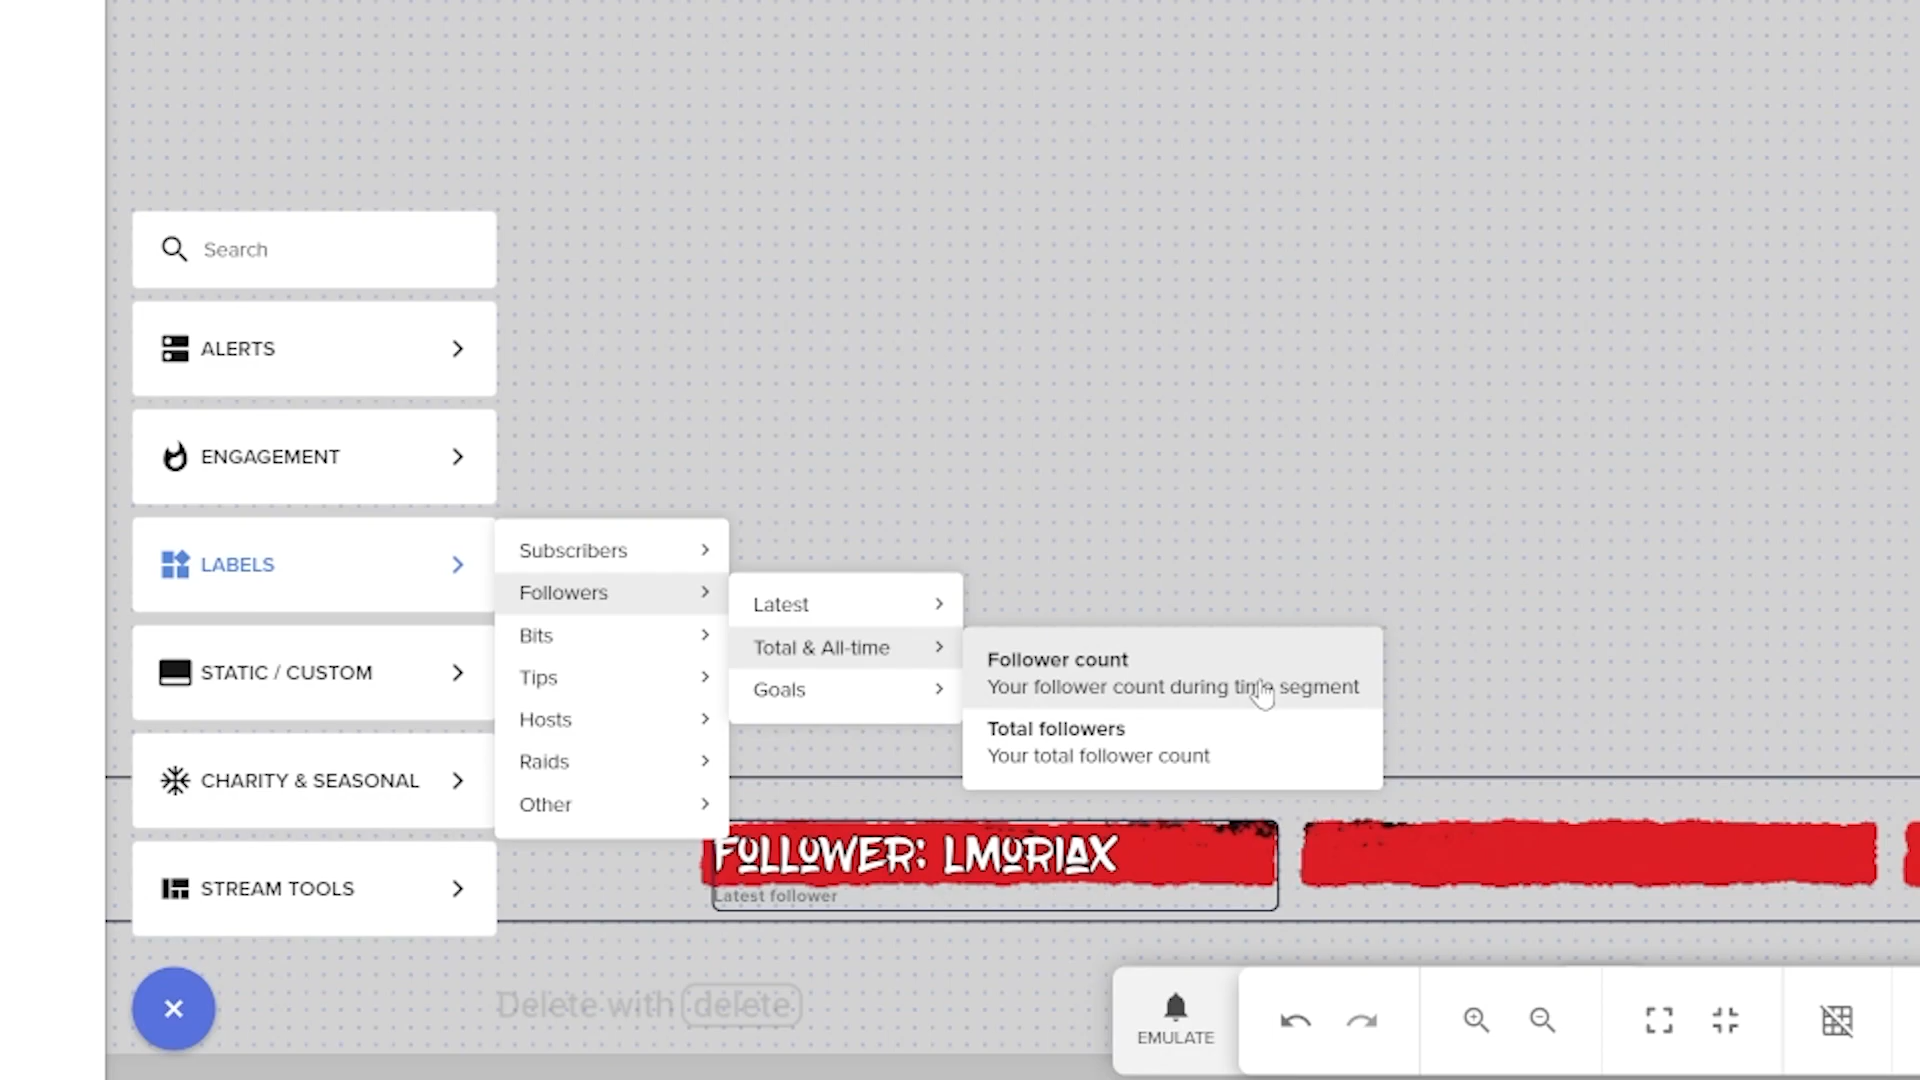 Search
ALERTS
ENGAGEMENT
LABELS
STATIC / CUSTOM
CHARITY & SEASONAL
STREAM TOOLS
Subscribers
Followers
Bits
Tips
Hosts
Raids
Other
Latest
Total & All-time
Goals
Follower count
Your follower count during time segment
Total followers
Your total follower count
FOLLOWER: LMORIAX
Latest follower
Delete with delete
EMULATE